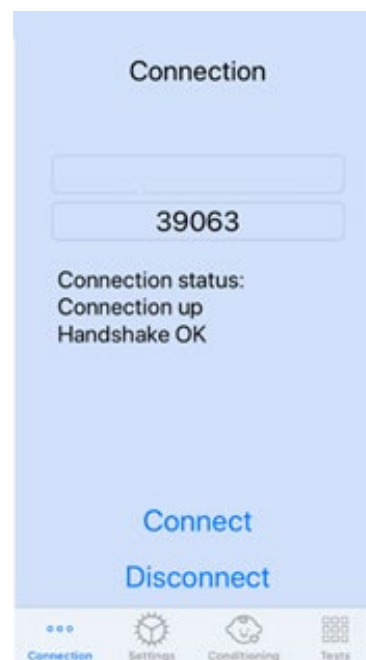 Connection
39063
Connection status:
Connection up
Handshake OK
Connect
Disconnect
Connection Settings Conditioning Tests